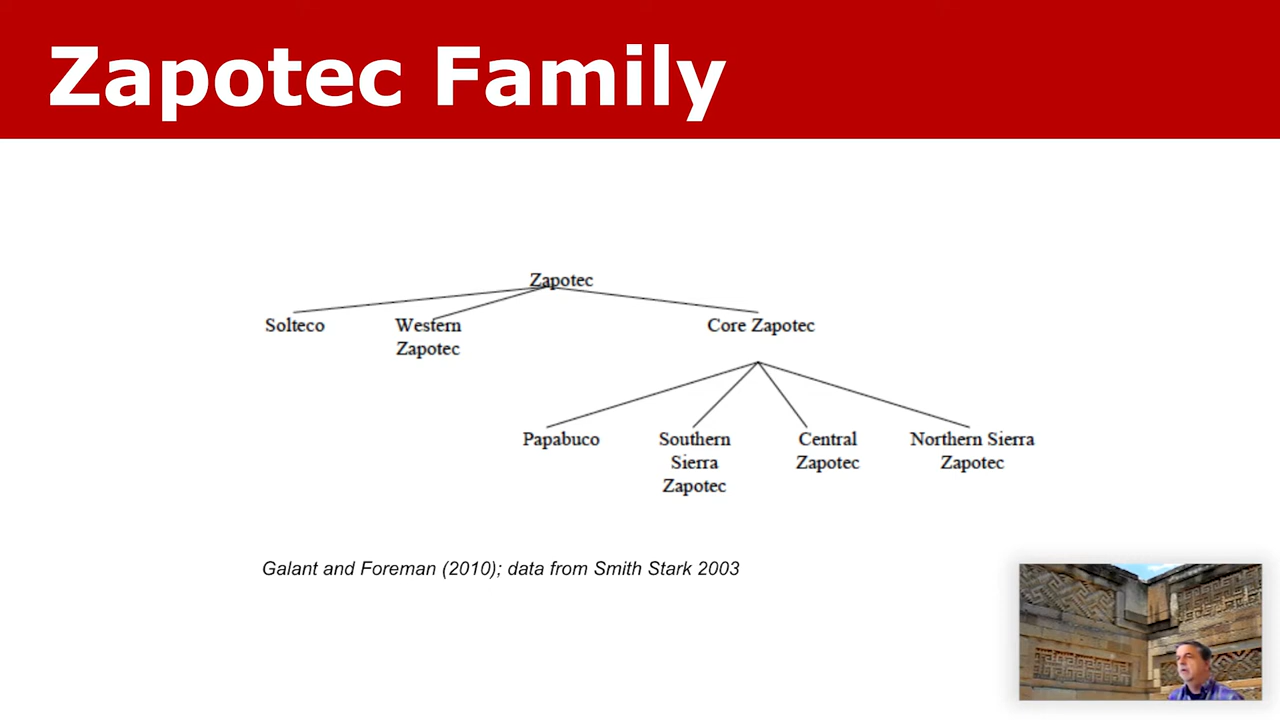 Zapotec Family
Zapotec
Solteco
Western
Zapotec
Core Zapotec
Papabuco
Southern
Sierra
Zapotec
Central
Zapotec
Northern Sierra
Zapotec
Galant and Foreman (2010); data from Smith Stark 2003